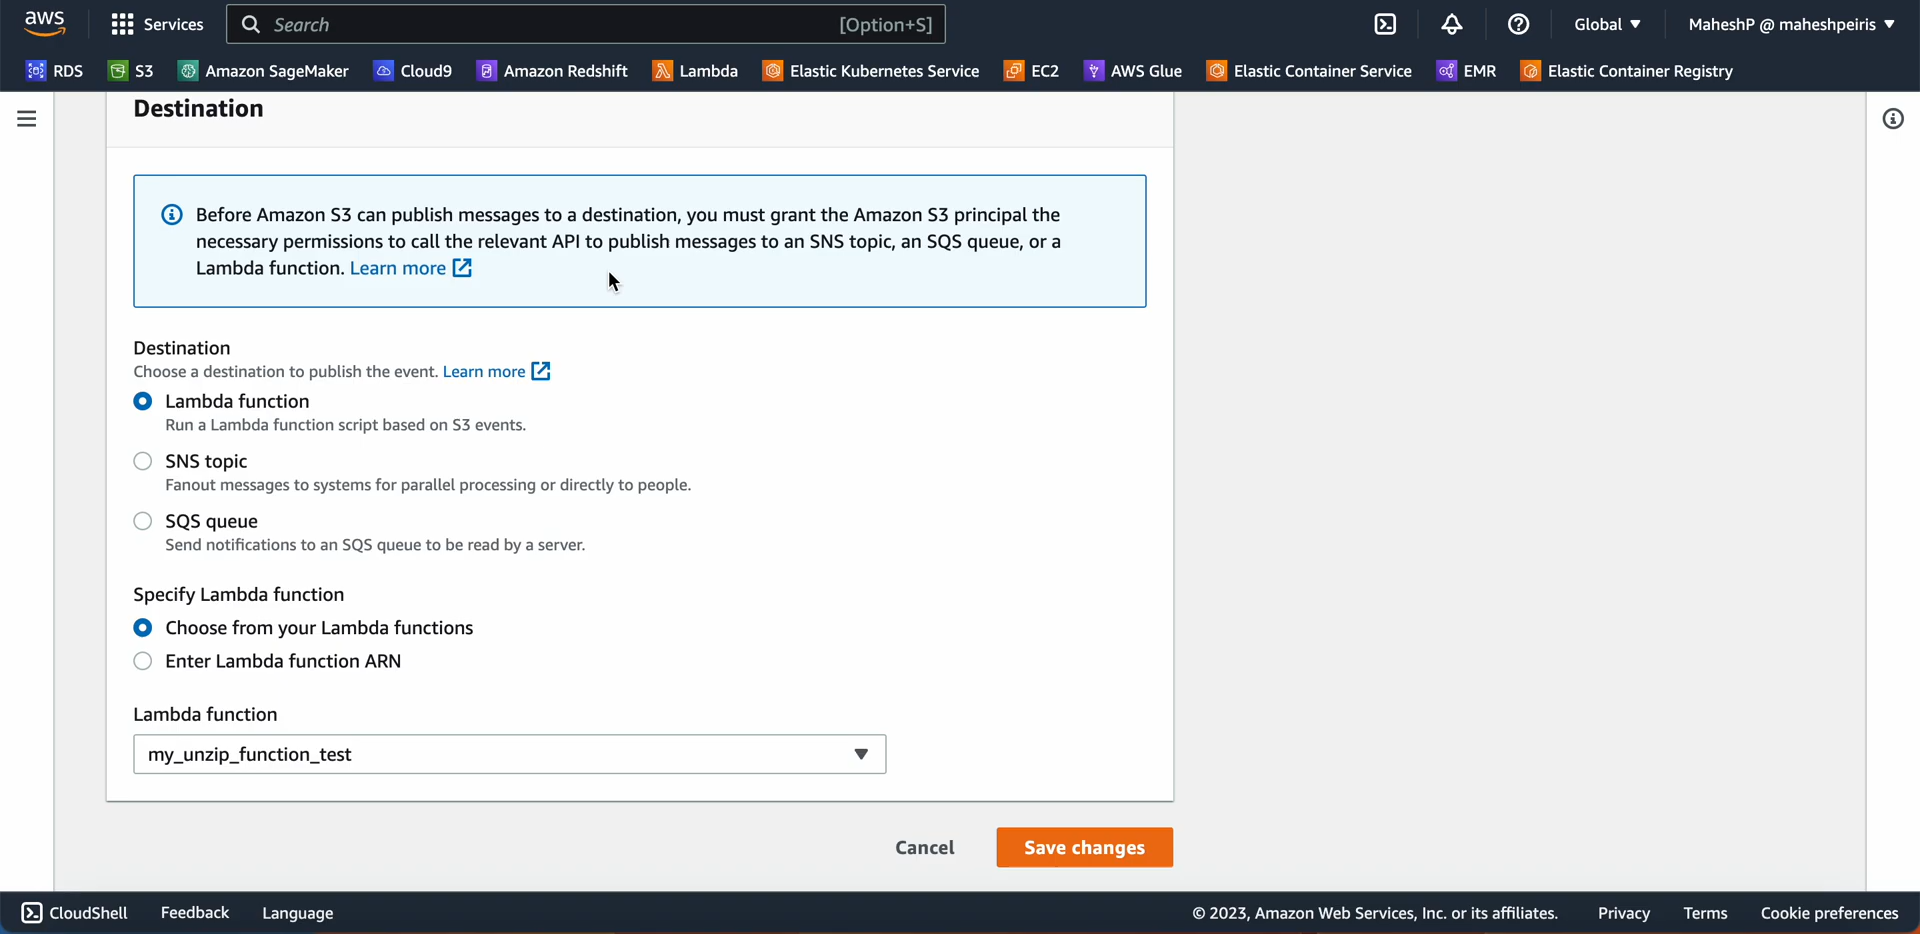 aws
Services
Search [Option+S]
Global
MaheshP @ maheshpeiris
RDS
S3
Amazon SageMaker
Cloud9
Amazon Redshift
Lambda
Elastic Kubernetes Service
EC2
AWS Glue
Elastic Container Service
EMR
Elastic Container Registry
Destination
Before Amazon S3 can publish messages to a destination, you must grant the Amazon S3 principal the
necessary permissions to call the relevant API to publish messages to an SNS topic, an SQS queue, or a
Lambda function. Learn more
Destination
Choose a destination to publish the event. Learn more
Lambda function
Run a Lambda function script based on S3 events.
SNS topic
Fanout messages to systems for parallel processing or directly to people.
SQS queue
Send notifications to an SQS queue to be read by a server.
Specify Lambda function
Choose from your Lambda functions
Enter Lambda function ARN
Lambda function
my_unzip_function_test
Cancel
Save changes
CloudShell
Feedback
Language
© 2023, Amazon Web Services, Inc. or its affiliates.
Privacy
Terms
Cookie preferences